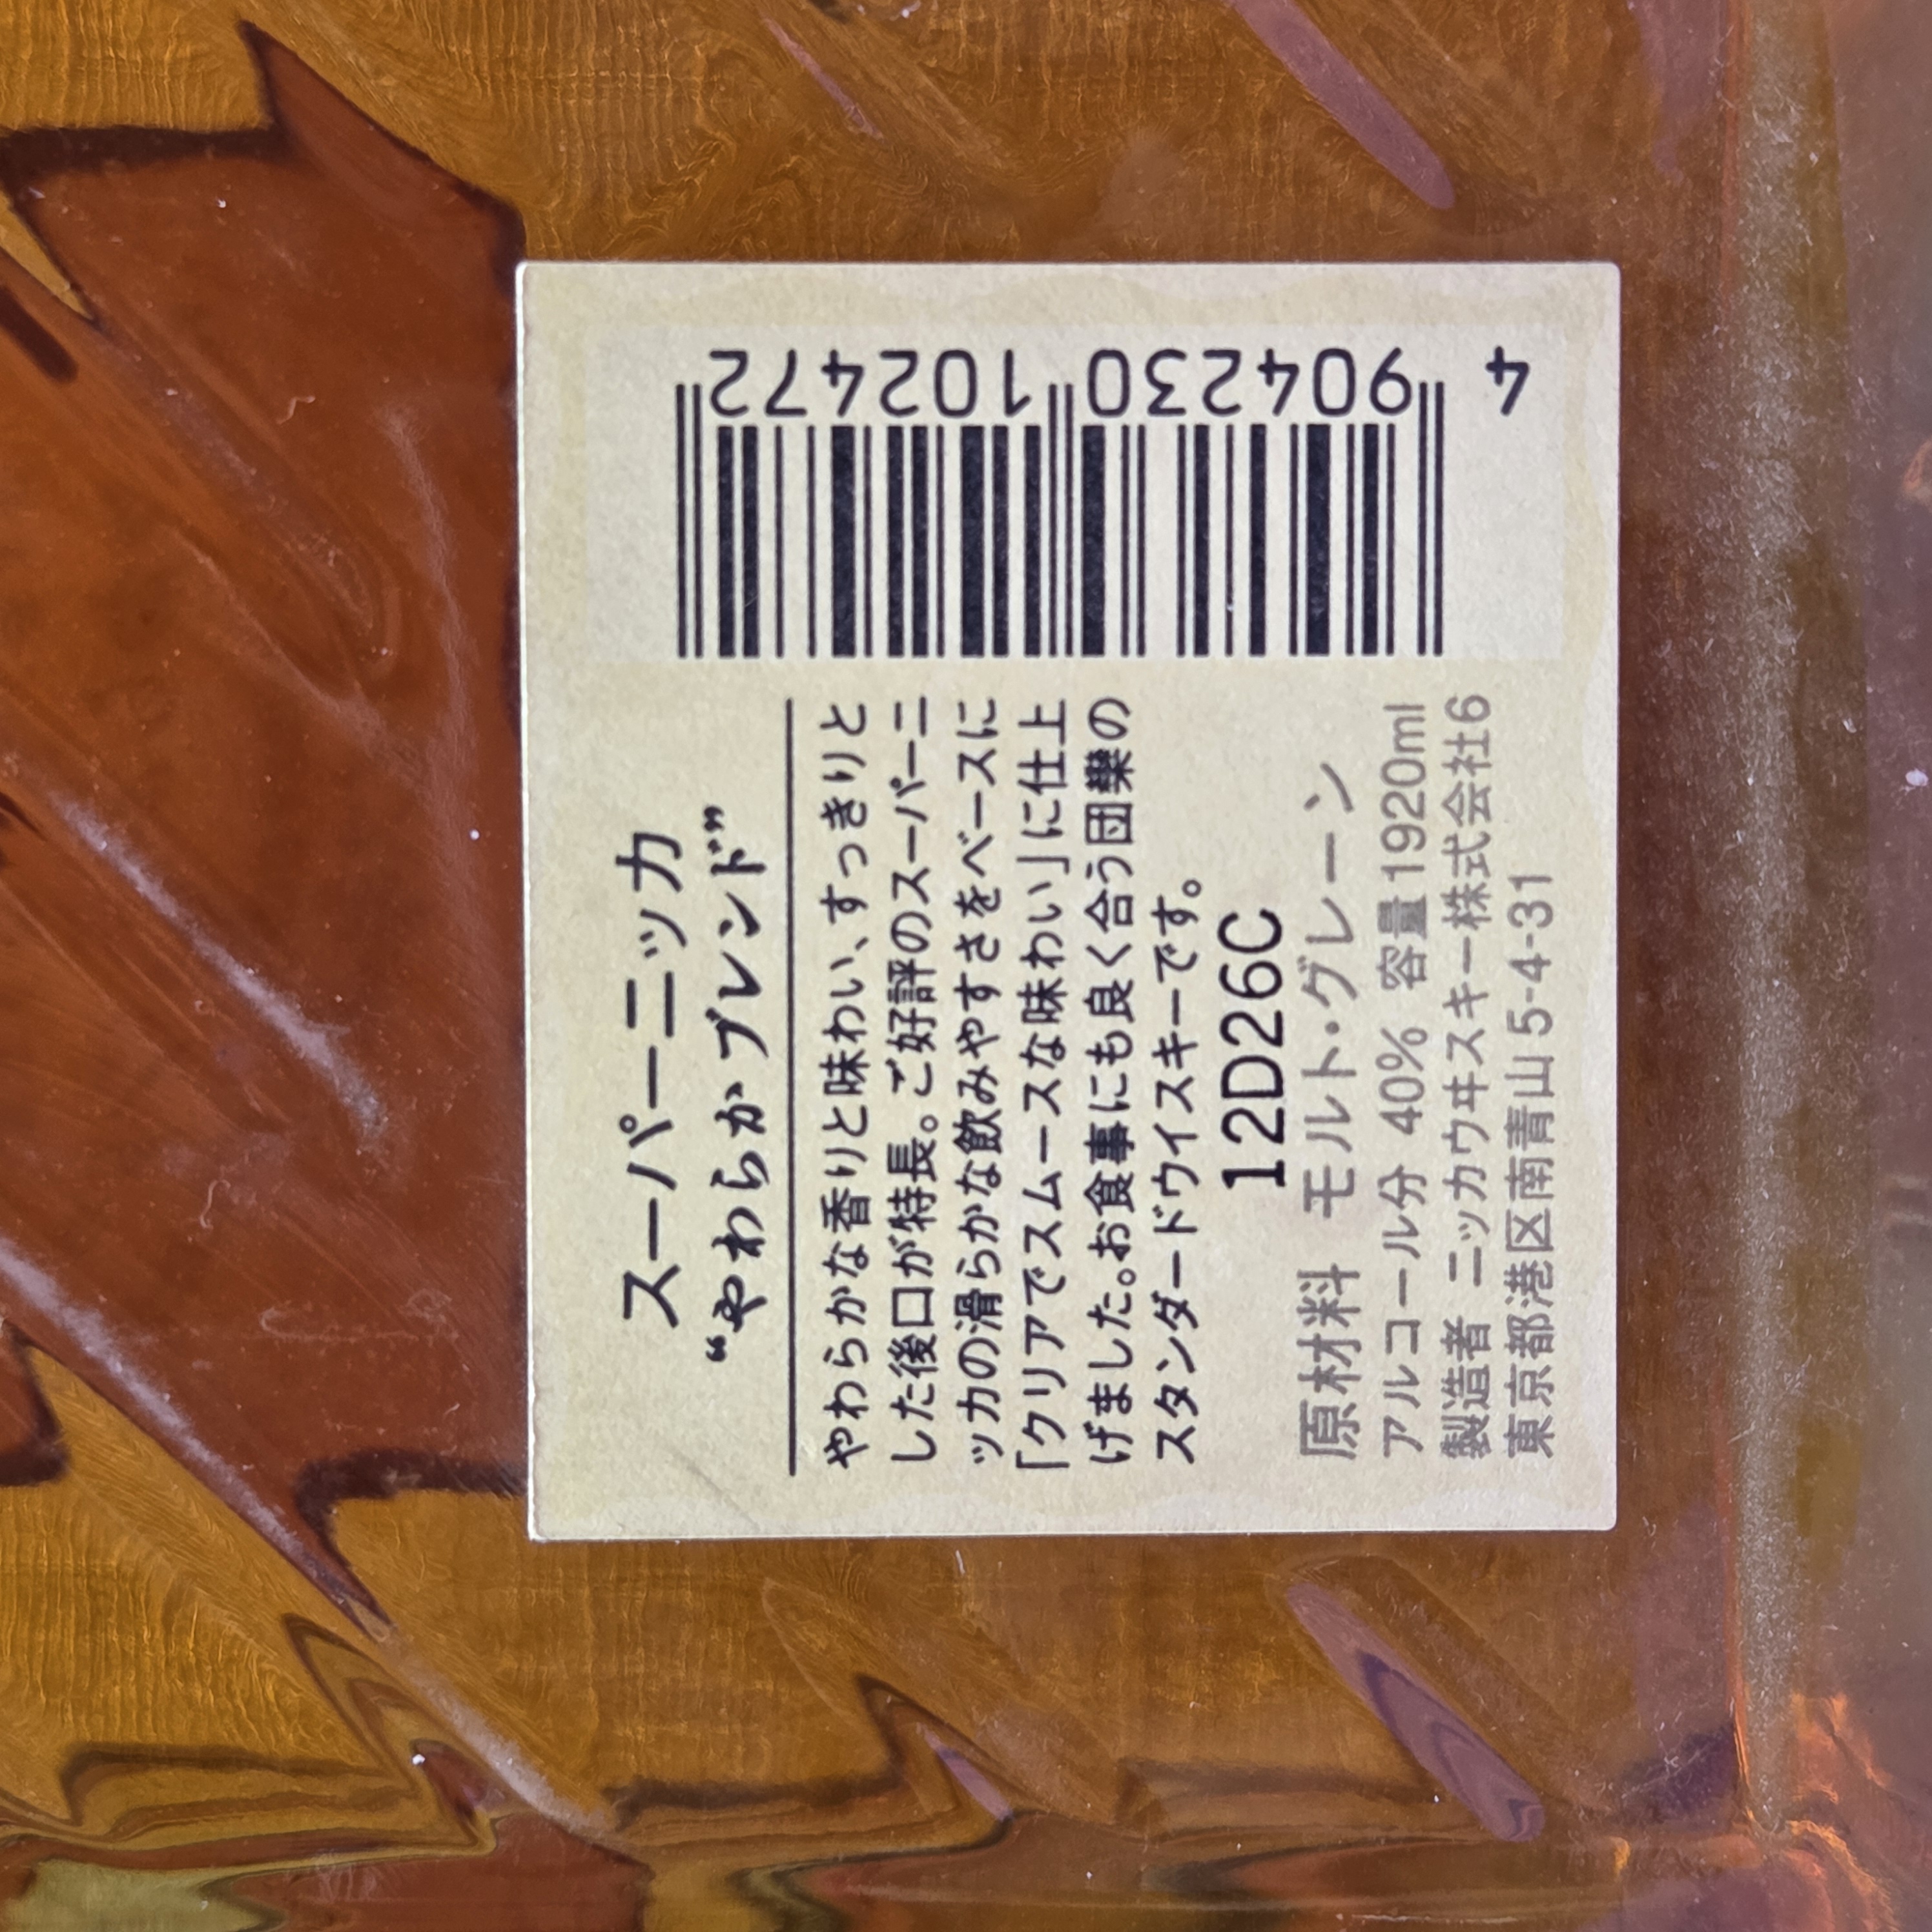 スーパーニッカ
“やわらかブレンド”
やわらかな香りと味わい、すっきりと
した後口が特長。ご好評のスーパーニ
ッカの滑らかな飲みやすさをベースに
「クリアでスムースな味わい」に仕上
げました。お食事にも良く合う団欒の
スタンダードウイスキーです。
12D26C
原材料 モルト・グレーン
アルコール分 40% 容量1920ml
製造者 ニッカウヰスキー株式会社6
東京都港区南青山 5-4-31
4 904230 102472